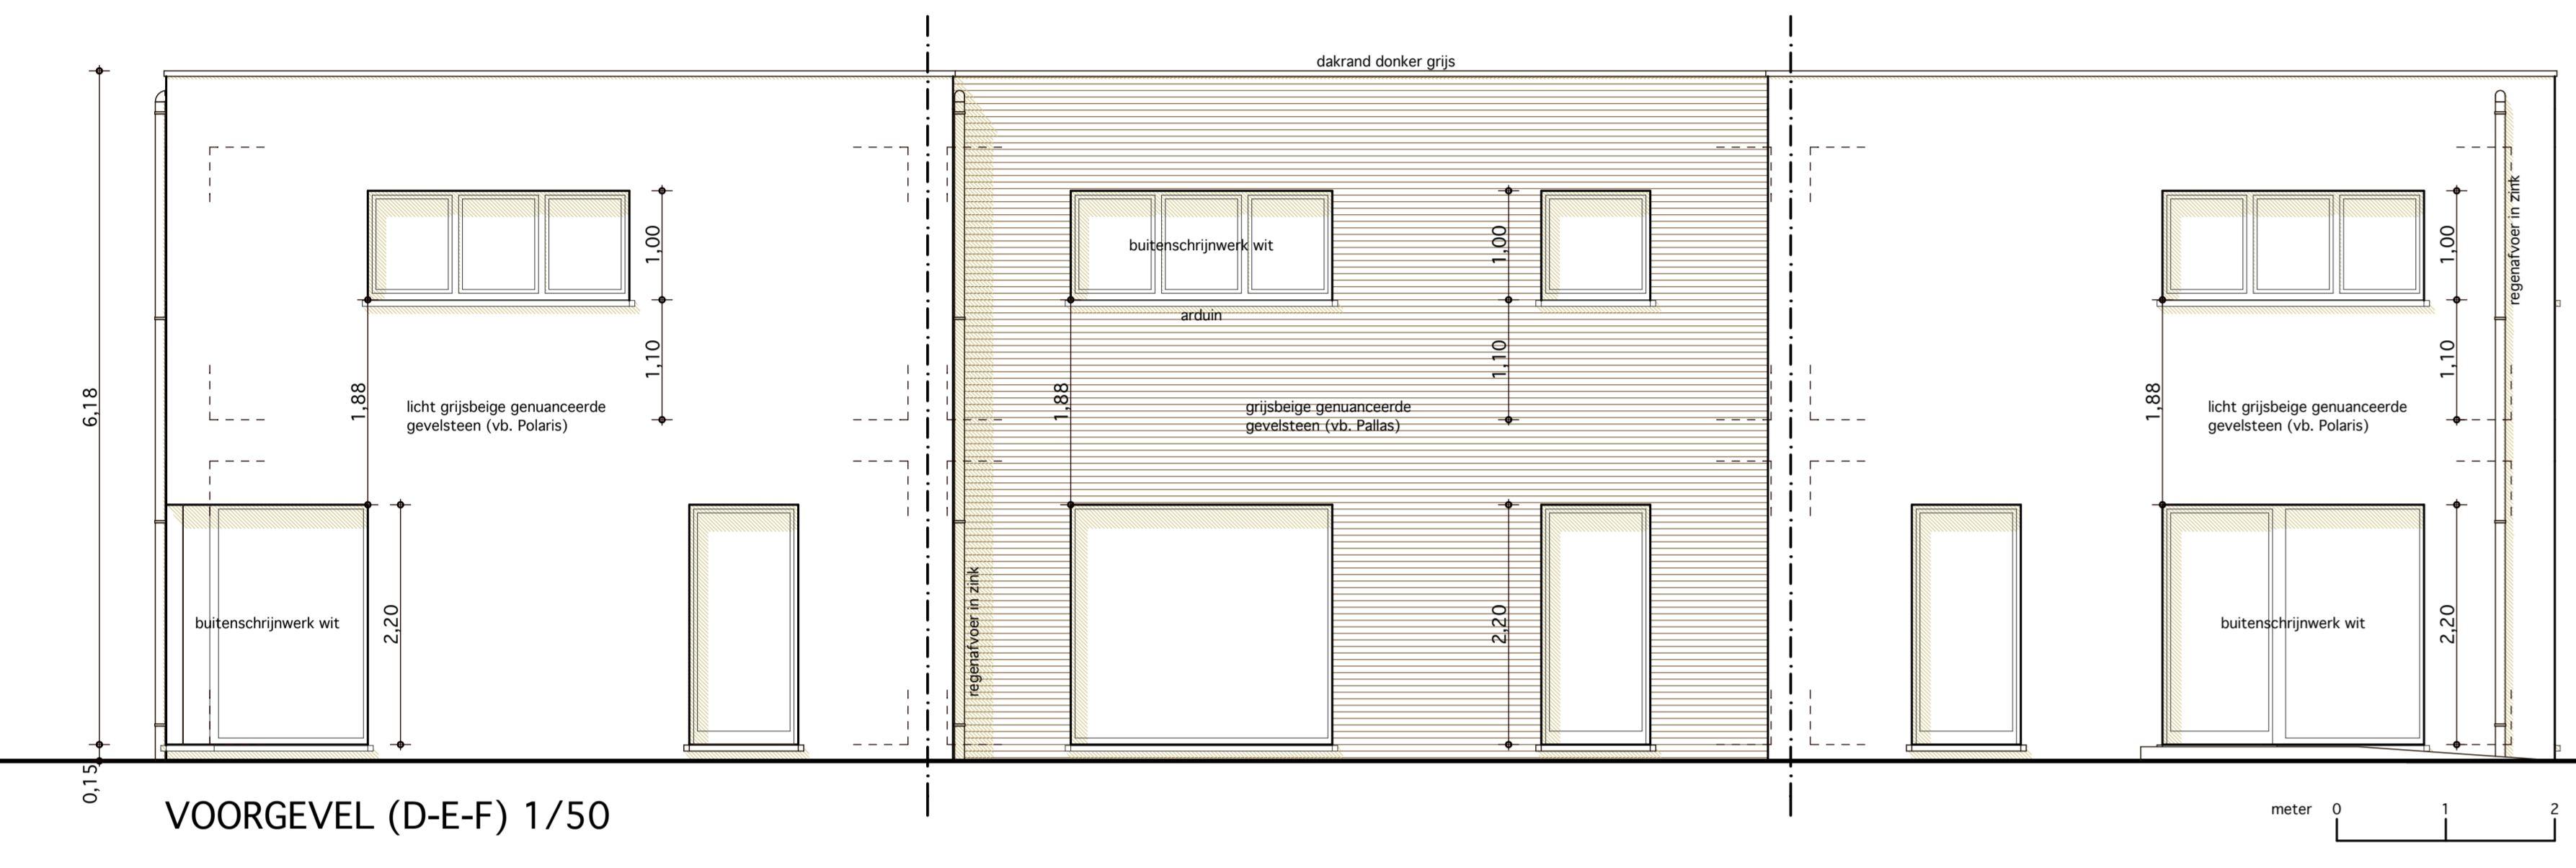 dakrand donker grijs
6,18
0,15
1,00
1,10
1,88
licht grijsbeige genuanceerde
gevelsteen (vb. Polaris)
buitenschrijnwerk wit
2,20
regenafvoer in zink
buitenschrijnwerk wit
arduin
1,88
grijsbeige genuanceerde
gevelsteen (vb. Pallas)
1,00
1,10
2,20
1,88
licht grijsbeige genuanceerde
gevelsteen (vb. Polaris)
buitenschrijnwerk wit
1,00
1,10
2,20
regenafvoer in zink
VOORGEVEL (D-E-F) 1/50
meter 0 1 2